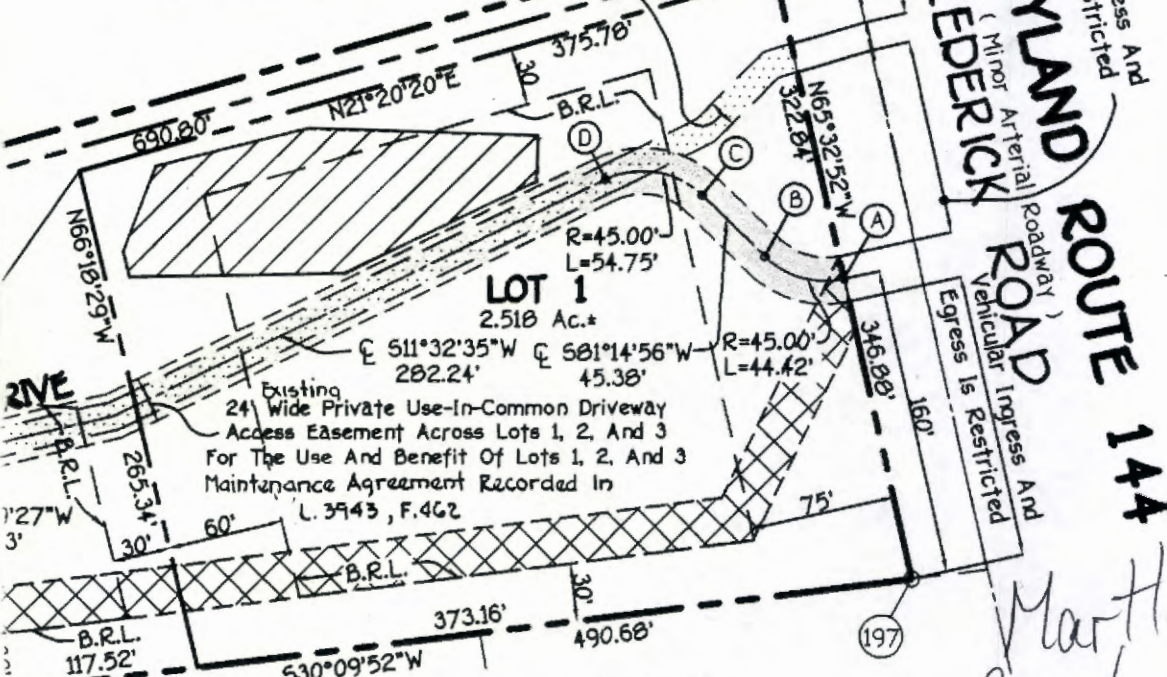 375.78'
30'
N21°20'20"E
690.80'
B.R.L.
D
C
B
A
N65°32'52"W
322.84'
N66°18'29"W
R=45.00'
L=54.75'
LOT 1
2.518 Ac.±
℄ S11°32'35"W
282.24'
℄ S81°14'56"W
45.38'
R=45.00'
L=44.42'
346.88'
160'
Existing
24' Wide Private Use-In-Common Driveway
Access Easement Across Lots 1, 2, And 3
For The Use And Benefit Of Lots 1, 2, And 3
Maintenance Agreement Recorded In
L. 3943, F.462
RIVE
B.R.L.
265.34'
'27"W
3'
30'
60'
75'
B.R.L.
30'
373.16'
490.68'
B.R.L.
117.52'
S30°09'52"W
197
ess And
stricted
YLAND ROUTE 144
EDERICK ROAD
(Minor Arterial Roadway)
Vehicular Ingress And
Egress Is Restricted